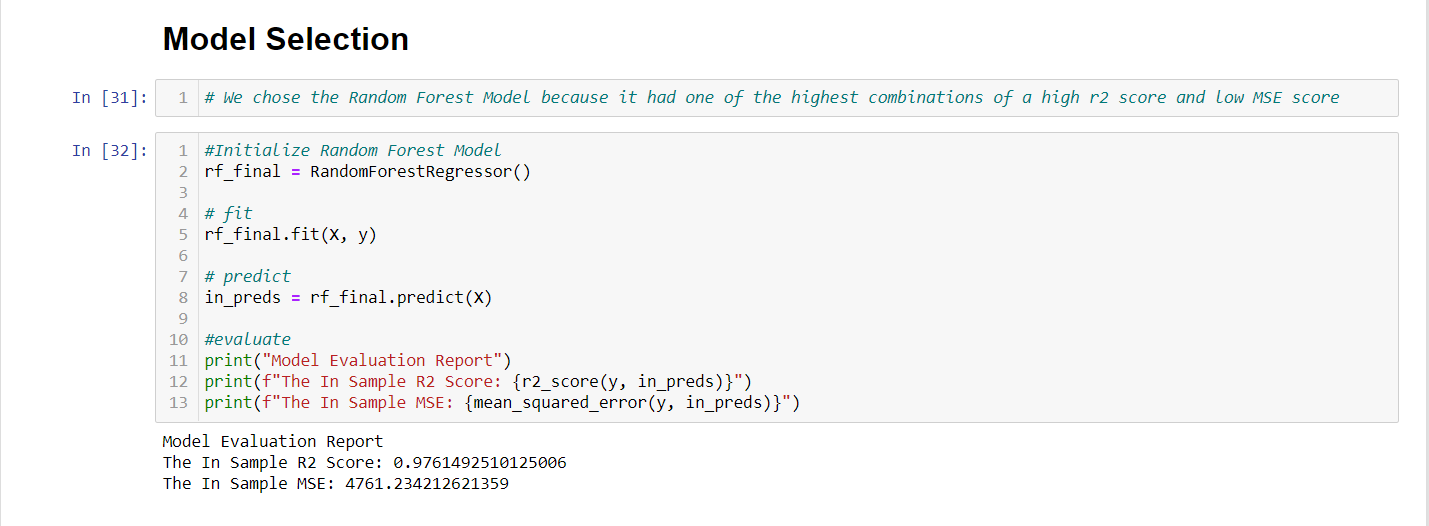 Model Selection
In [31]:
1 # We chose the Random Forest Model because it had one of the highest combinations of a high r2 score and low MSE score
In [32]:
1 #Initialize Random Forest Model
2 rf_final = RandomForestRegressor()
3
4 # fit
5 rf_final.fit(X, y)
6
7 # predict
8 in_preds = rf_final.predict(X)
9
10 #evaluate
11 print("Model Evaluation Report")
12 print(f"The In Sample R2 Score: {r2_score(y, in_preds)}")
13 print(f"The In Sample MSE: {mean_squared_error(y, in_preds)}")
Model Evaluation Report
The In Sample R2 Score: 0.9761492510125006
The In Sample MSE: 4761.234212621359